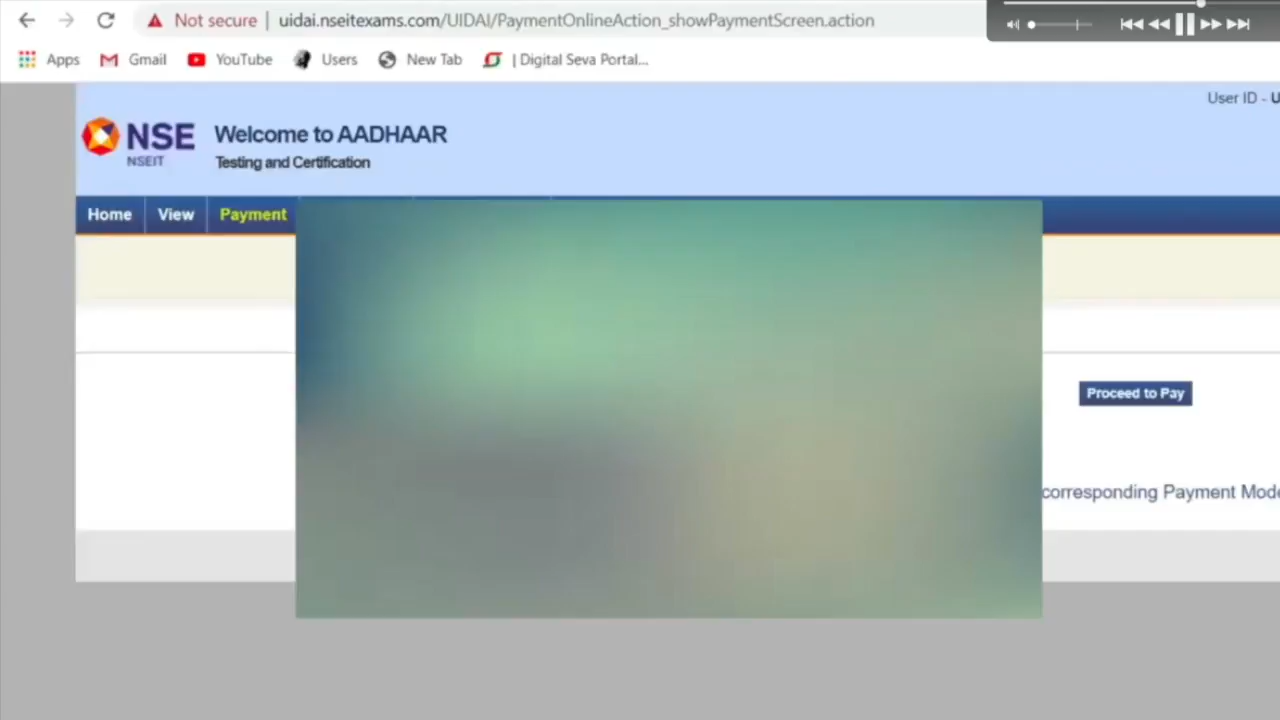 Not secure | uidai.nseitexams.com/UIDAI/PaymentOnlineAction_showPaymentScreen.action
Apps Gmail YouTube Users New Tab | Digital Seva Portal...
User ID - U
NSE
NSEIT
Welcome to AADHAAR
Testing and Certification
Home View Payment
Proceed to Pay
corresponding Payment Mode